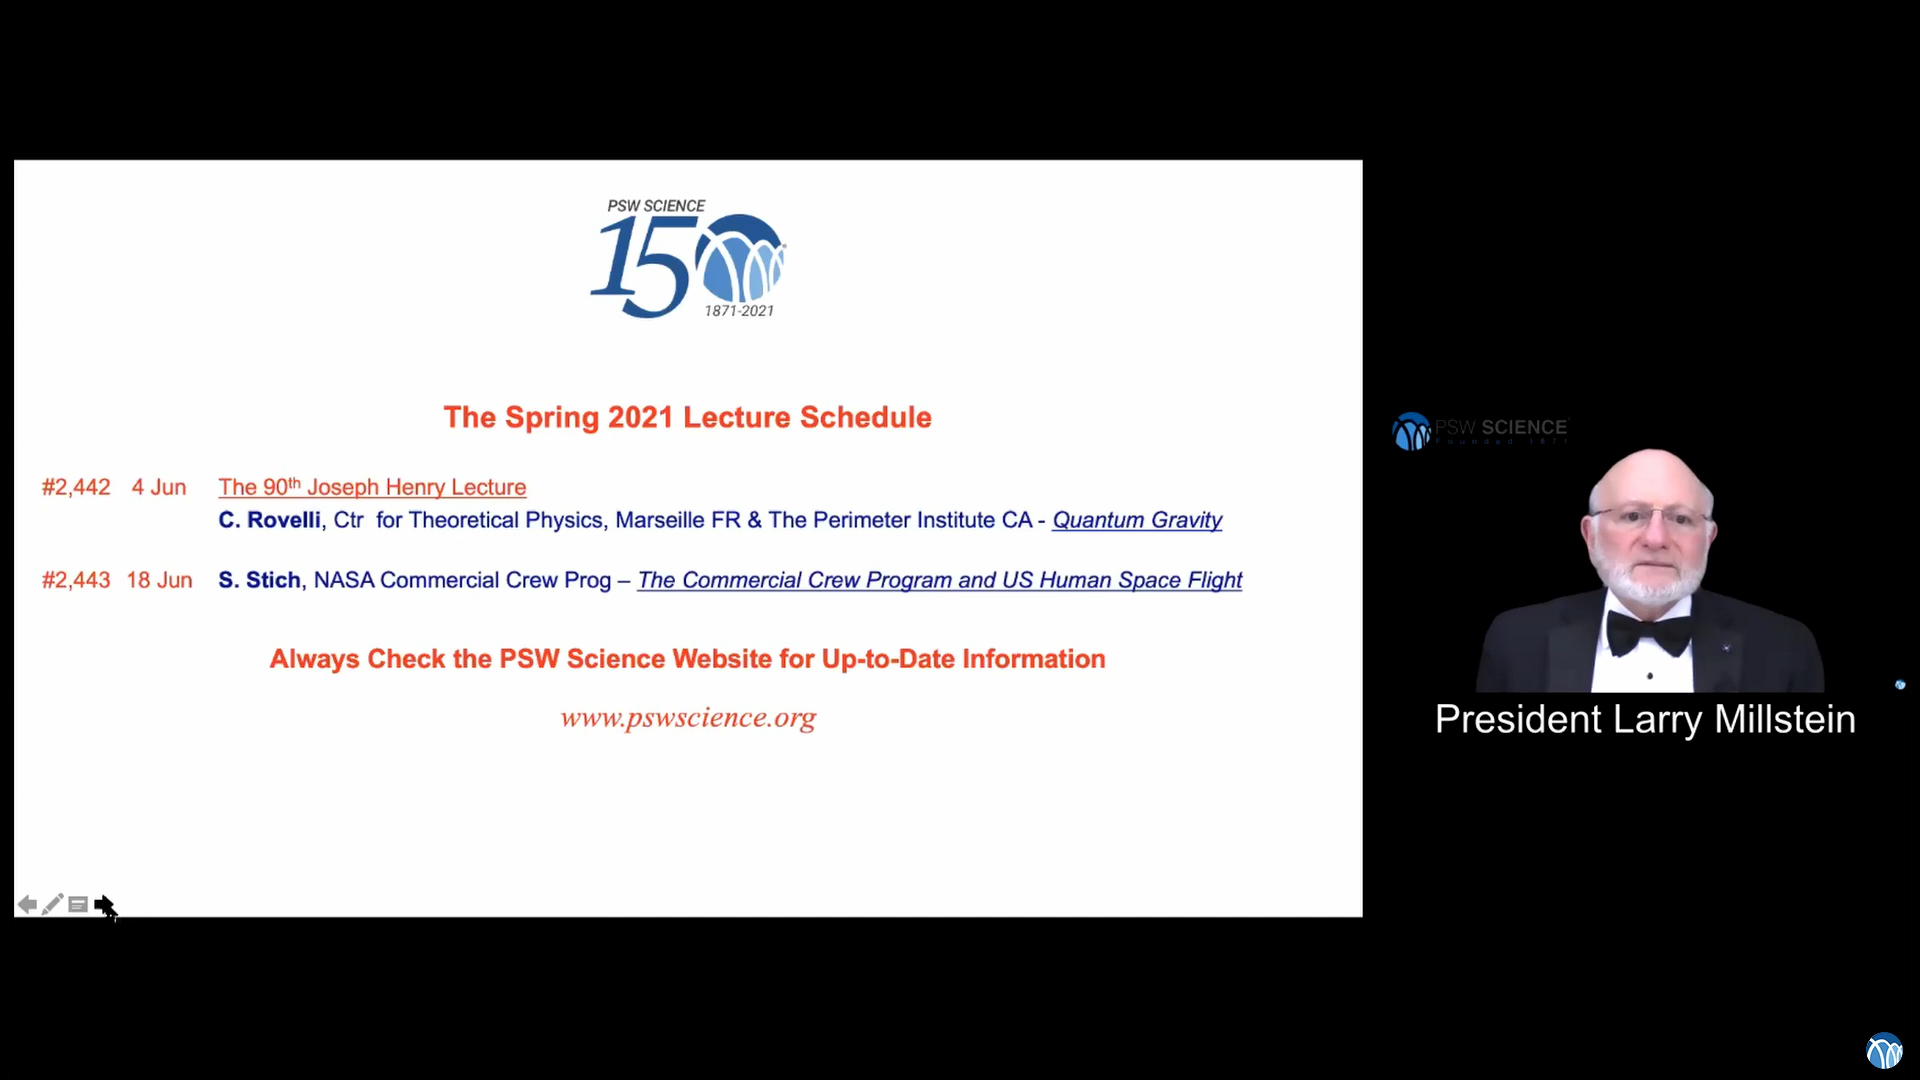 PSW SCIENCE
150
1871-2021
The Spring 2021 Lecture Schedule
#2,442 4 Jun The 90th Joseph Henry Lecture
C. Rovelli, Ctr for Theoretical Physics, Marseille FR & The Perimeter Institute CA - Quantum Gravity
#2,443 18 Jun S. Stich, NASA Commercial Crew Prog – The Commercial Crew Program and US Human Space Flight
Always Check the PSW Science Website for Up-to-Date Information
www.pswscience.org
PSW SCIENCE
Founded 1871
President Larry Millstein